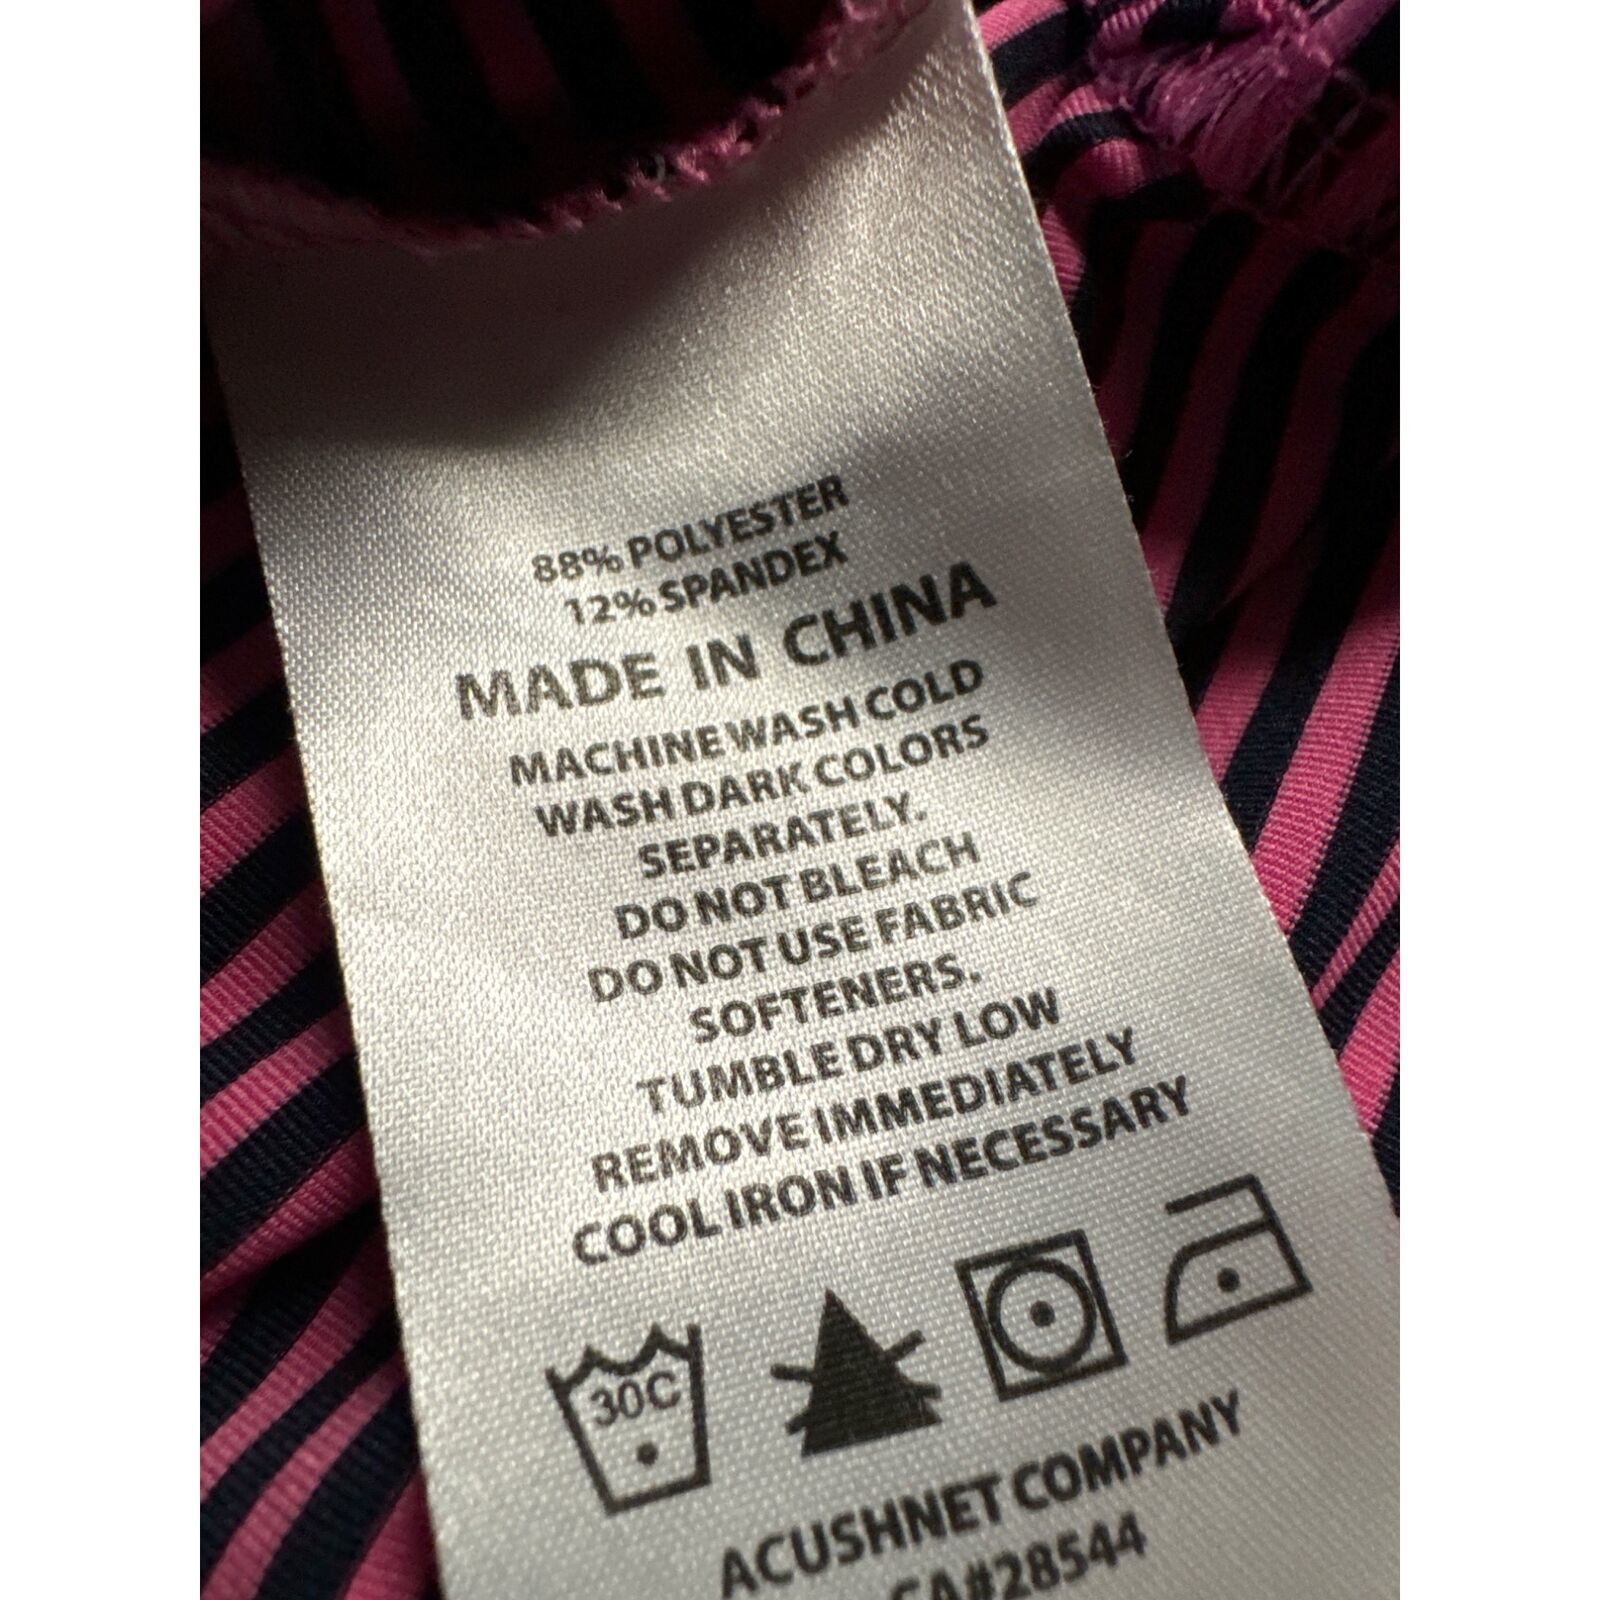 88% POLYESTER
12% SPANDEX
MADE IN CHINA
MACHINE WASH COLD
WASH DARK COLORS
SEPARATELY.
DO NOT BLEACH
DO NOT USE FABRIC
SOFTENERS.
TUMBLE DRY LOW
REMOVE IMMEDIATELY
COOL IRON IF NECESSARY
30C
ACUSHNET COMPANY
CA#28544